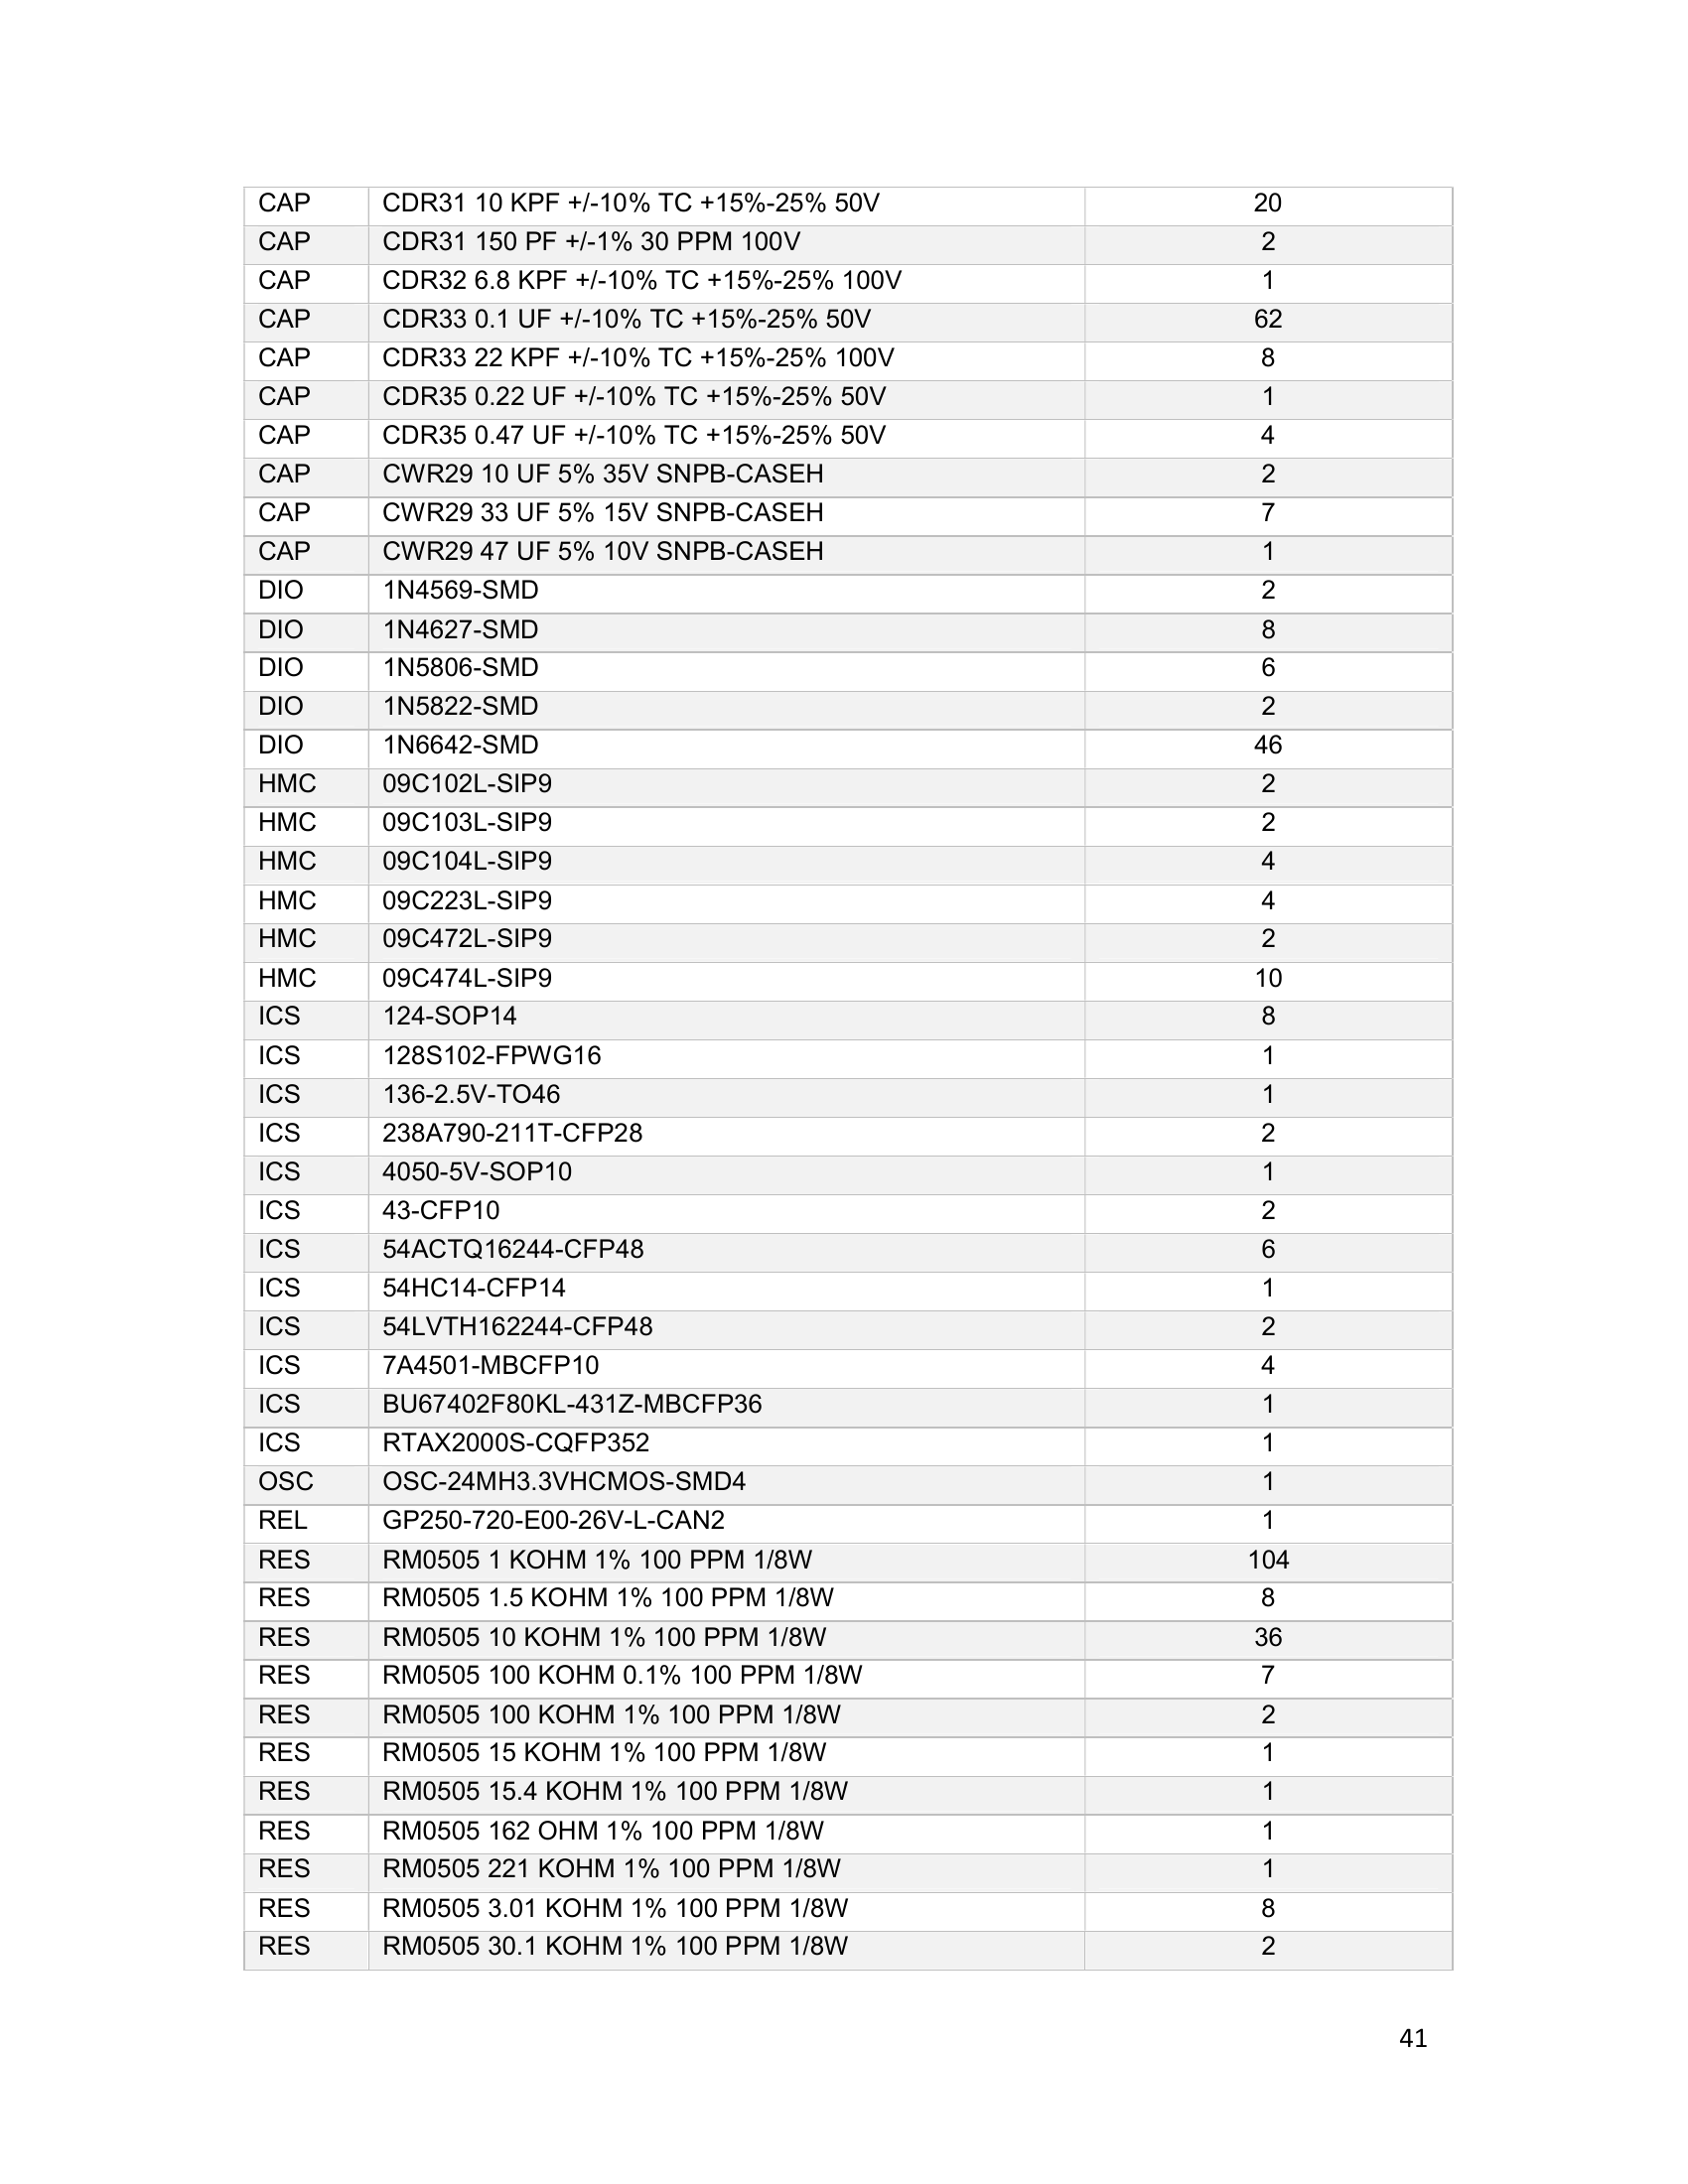 CAP CDR31 10 KPF +/-10% TC +15%-25% 50V 20
CAP CDR31 150 PF +/-1% 30 PPM 100V 2
CAP CDR32 6.8 KPF +/-10% TC +15%-25% 100V 1
CAP CDR33 0.1 UF +/-10% TC +15%-25% 50V 62
CAP CDR33 22 KPF +/-10% TC +15%-25% 100V 8
CAP CDR35 0.22 UF +/-10% TC +15%-25% 50V 1
CAP CDR35 0.47 UF +/-10% TC +15%-25% 50V 4
CAP CWR29 10 UF 5% 35V SNPB-CASEH 2
CAP CWR29 33 UF 5% 15V SNPB-CASEH 7
CAP CWR29 47 UF 5% 10V SNPB-CASEH 1
DIO 1N4569-SMD 2
DIO 1N4627-SMD 8
DIO 1N5806-SMD 6
DIO 1N5822-SMD 2
DIO 1N6642-SMD 46
HMC 09C102L-SIP9 2
HMC 09C103L-SIP9 2
HMC 09C104L-SIP9 4
HMC 09C223L-SIP9 4
HMC 09C472L-SIP9 2
HMC 09C474L-SIP9 10
ICS 124-SOP14 8
ICS 128S102-FPWG16 1
ICS 136-2.5V-TO46 1
ICS 238A790-211T-CFP28 2
ICS 4050-5V-SOP10 1
ICS 43-CFP10 2
ICS 54ACTQ16244-CFP48 6
ICS 54HC14-CFP14 1
ICS 54LVTH162244-CFP48 2
ICS 7A4501-MBCFP10 4
ICS BU67402F80KL-431Z-MBCFP36 1
ICS RTAX2000S-CQFP352 1
OSC OSC-24MH3.3VHCMOS-SMD4 1
REL GP250-720-E00-26V-L-CAN2 1
RES RM0505 1 KOHM 1% 100 PPM 1/8W 104
RES RM0505 1.5 KOHM 1% 100 PPM 1/8W 8
RES RM0505 10 KOHM 1% 100 PPM 1/8W 36
RES RM0505 100 KOHM 0.1% 100 PPM 1/8W 7
RES RM0505 100 KOHM 1% 100 PPM 1/8W 2
RES RM0505 15 KOHM 1% 100 PPM 1/8W 1
RES RM0505 15.4 KOHM 1% 100 PPM 1/8W 1
RES RM0505 162 OHM 1% 100 PPM 1/8W 1
RES RM0505 221 KOHM 1% 100 PPM 1/8W 1
RES RM0505 3.01 KOHM 1% 100 PPM 1/8W 8
RES RM0505 30.1 KOHM 1% 100 PPM 1/8W 2
41